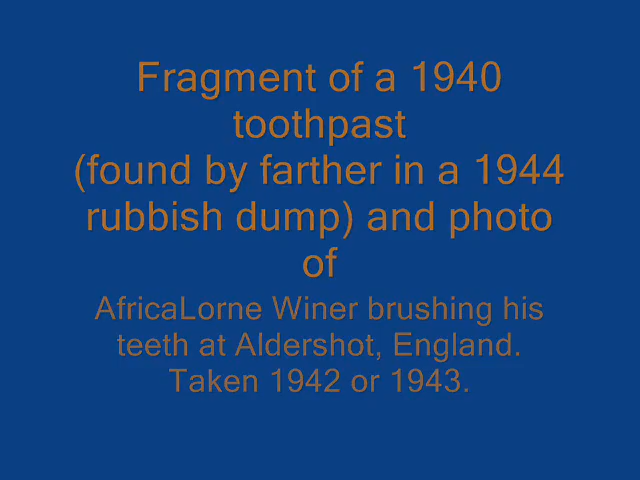 Fragment of a 1940
toothpast
(found by farther in a 1944
rubbish dump) and photo
of
AfricaLorne Winer brushing his
teeth at Aldershot, England.
Taken 1942 or 1943.